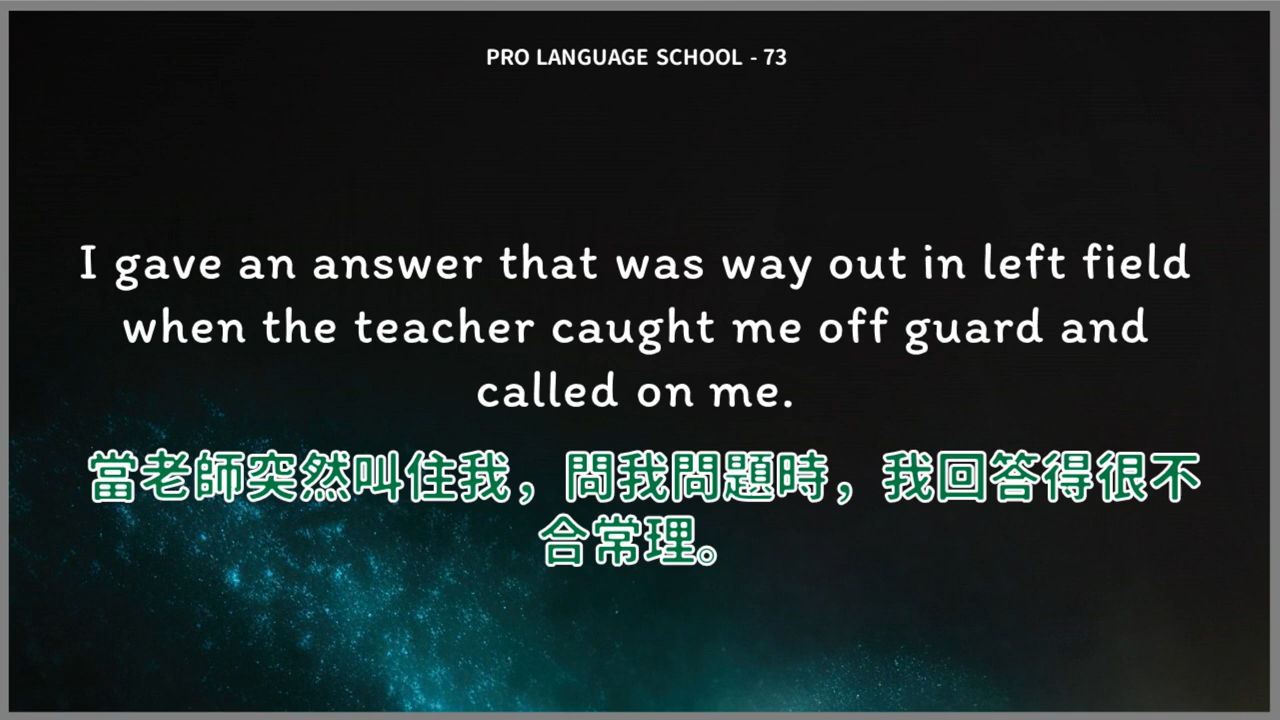 PRO LANGUAGE SCHOOL - 73
I gave an answer that was way out in left field
when the teacher caught me off guard and
called on me.
當老師突然叫住我，問我問題時，我回答得很不
合常理。